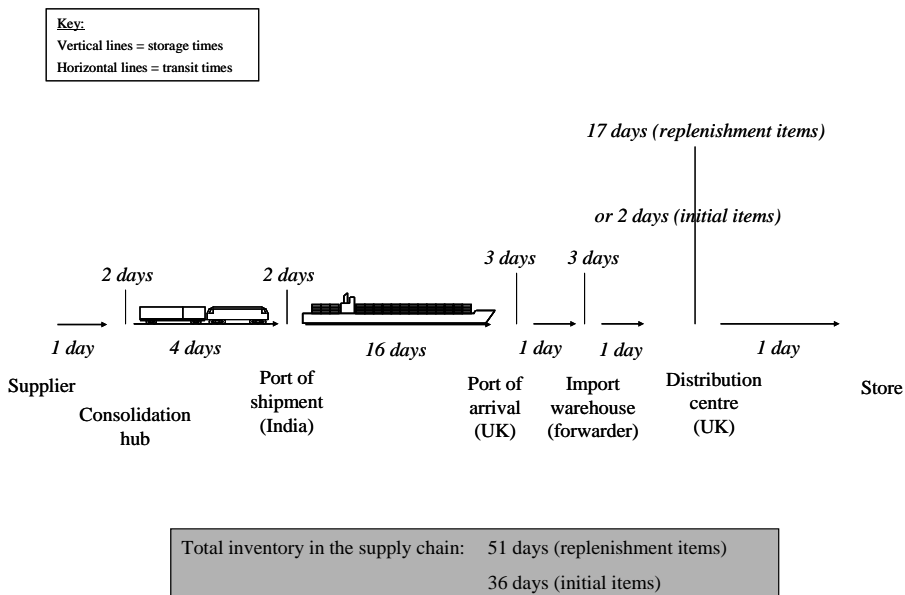 Key:
Vertical lines = storage times
Horizontal lines = transit times
17 days (replenishment items)
or 2 days (initial items)
2 days
2 days
3 days
3 days
1 day
4 days
16 days
1 day
1 day
1 day
Supplier
Consolidation
hub
Port of
shipment
(India)
Port of
arrival
(UK)
Import
warehouse
(forwarder)
Distribution
centre
(UK)
Store
Total inventory in the supply chain: 51 days (replenishment items)
36 days (initial items)